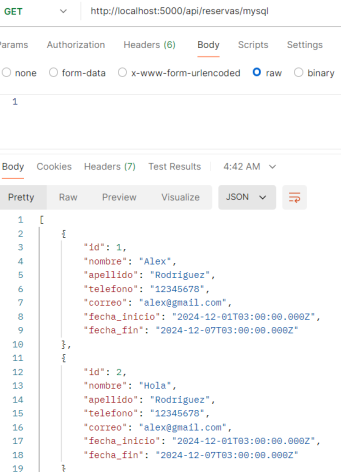 GET http://localhost:5000/api/reservas/mysql
Params Authorization Headers (6) Body Scripts Settings
none form-data x-www-form-urlencoded raw binary
1
Body Cookies Headers (7) Test Results 4:42 AM
Pretty Raw Preview Visualize JSON
1 [
2 {
3 "id": 1,
4 "nombre": "Alex",
5 "apellido": "Rodriguez",
6 "telefono": "12345678",
7 "correo": "alex@gmail.com",
8 "fecha_inicio": "2024-12-01T03:00:00.000Z",
9 "fecha_fin": "2024-12-07T03:00:00.000Z"
10 },
11 {
12 "id": 2,
13 "nombre": "Hola",
14 "apellido": "Rodriguez",
15 "telefono": "12345678",
16 "correo": "alex@gmail.com",
17 "fecha_inicio": "2024-12-01T03:00:00.000Z",
18 "fecha_fin": "2024-12-07T03:00:00.000Z"
19 }